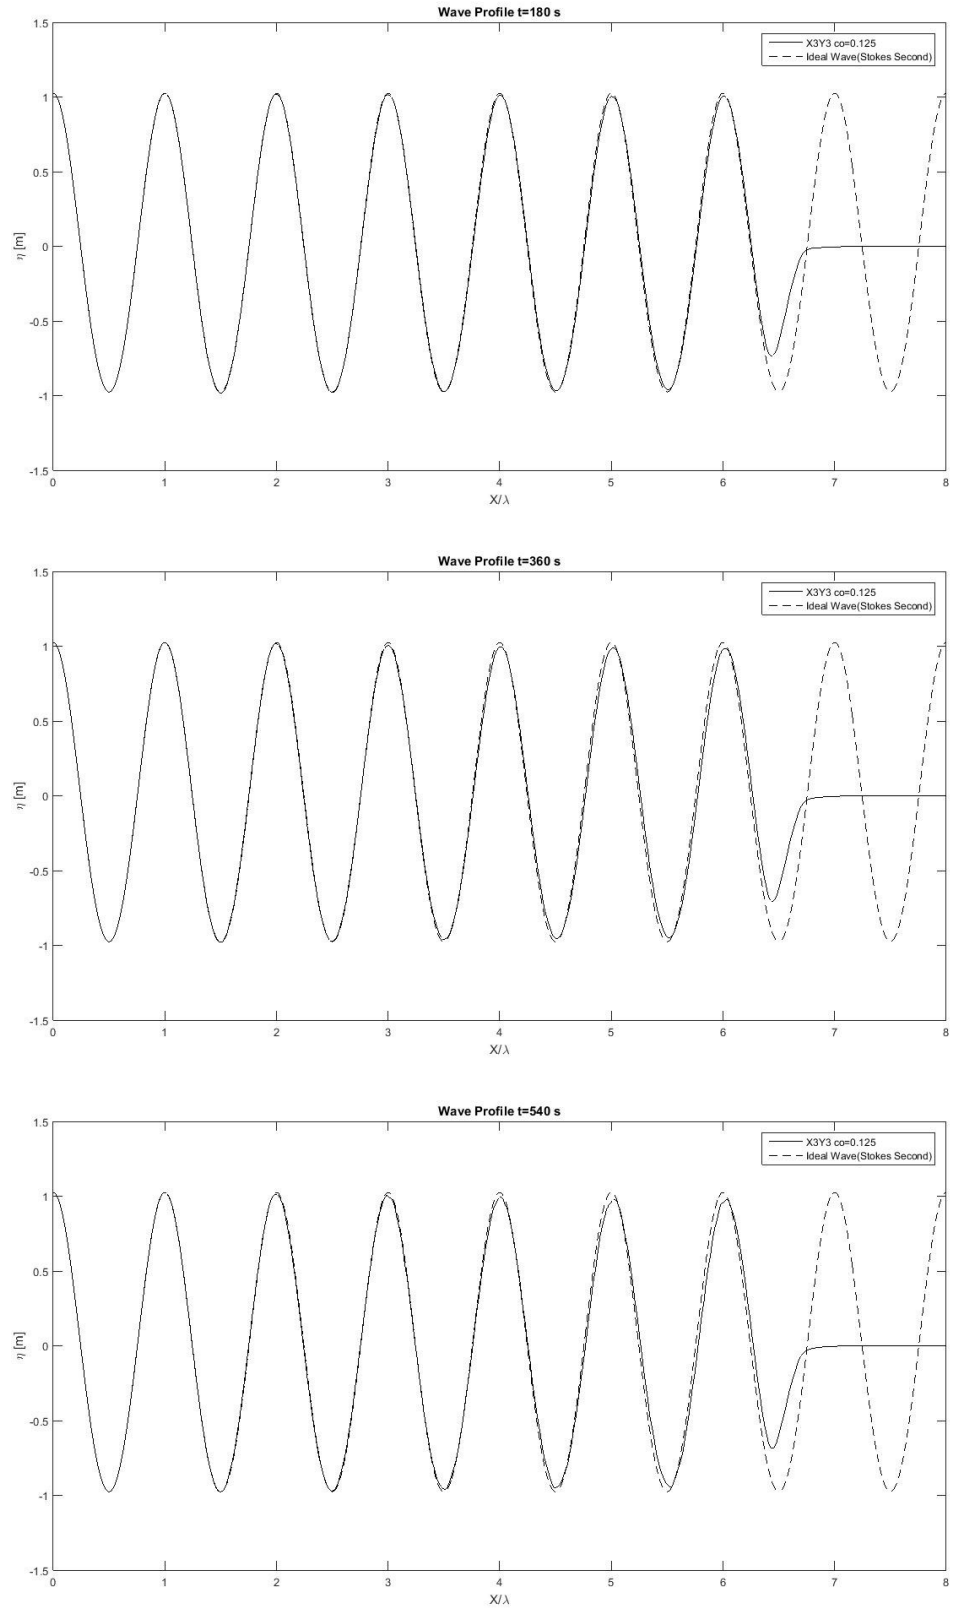 Wave Profile t=180 s
1.5
X3Y3 co=0.125
Ideal Wave(Stokes Second)
1
0.5
0
η [m]
-0.5
-1
-1.5
0 1 2 3 4 5 6 7 8
X/λ
Wave Profile t=360 s
1.5
X3Y3 co=0.125
Ideal Wave(Stokes Second)
1
0.5
0
η [m]
-0.5
-1
-1.5
0 1 2 3 4 5 6 7 8
X/λ
Wave Profile t=540 s
1.5
X3Y3 co=0.125
Ideal Wave(Stokes Second)
1
0.5
0
η [m]
-0.5
-1
-1.5
0 1 2 3 4 5 6 7 8
X/λ